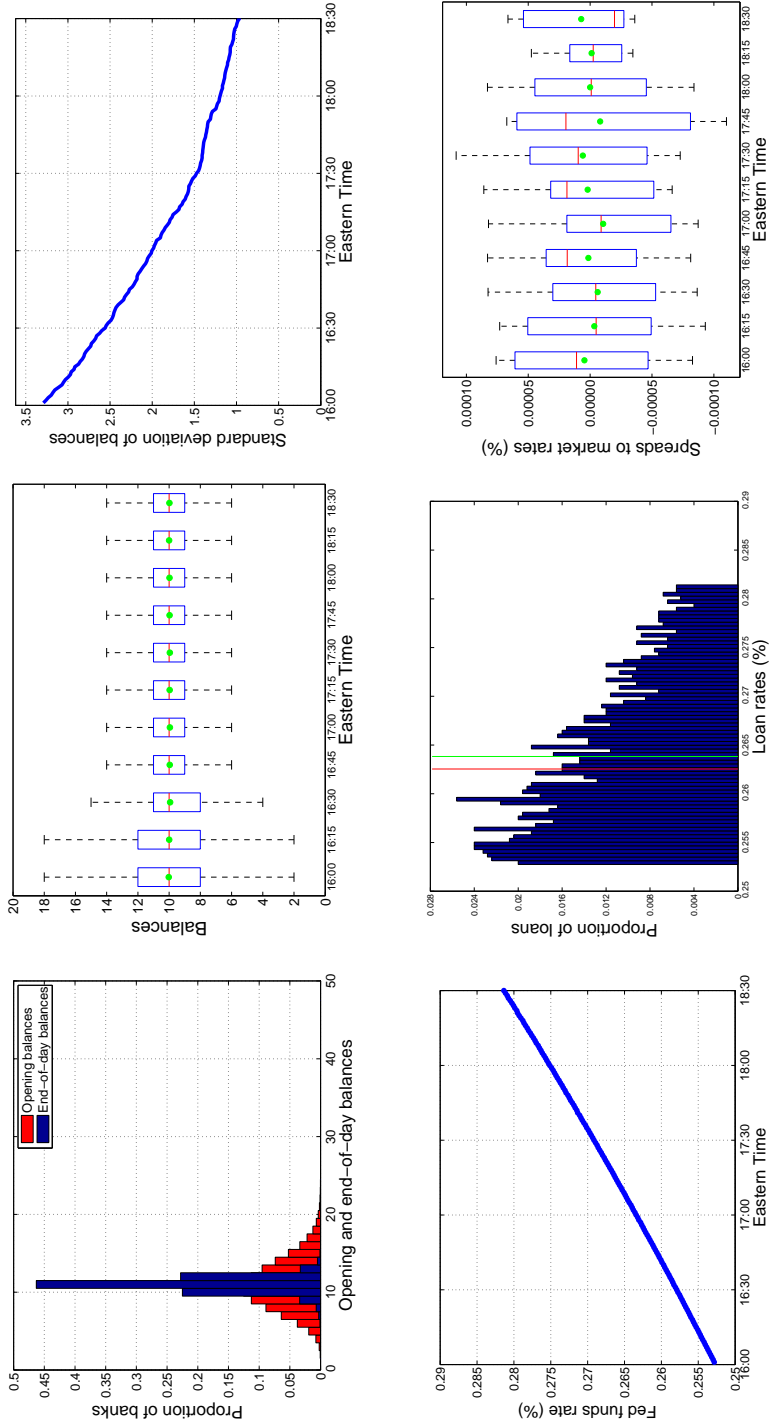 Proportion of banks
0.5
0.45
0.4
0.35
0.3
0.25
0.2
0.15
0.1
0.05
0
0 10 20 30 40 50
Opening and end−of−day balances
Opening balances
End−of−day balances
Balances
20
18
16
14
12
10
8
6
4
2
0
16:00 16:15 16:30 16:45 17:00 17:15 17:30 17:45 18:00 18:15 18:30
Eastern Time
Standard deviation of balances
3.5
3
2.5
2
1.5
1
0.5
0
16:00 16:30 17:00 17:30 18:00 18:30
Eastern Time
Fed funds rate (%)
0.29
0.285
0.28
0.275
0.27
0.265
0.26
0.255
0.25
16:00 16:30 17:00 17:30 18:00 18:30
Eastern Time
Proportion of loans
0.028
0.024
0.02
0.016
0.012
0.008
0.004
0.25 0.255 0.26 0.265 0.27 0.275 0.28 0.285 0.29
Loan rates (%)
Spreads to market rates (%)
0.00010
0.00005
0.00000
−0.00005
−0.00010
16:00 16:15 16:30 16:45 17:00 17:15 17:30 17:45 18:00 18:15 18:30
Eastern Time